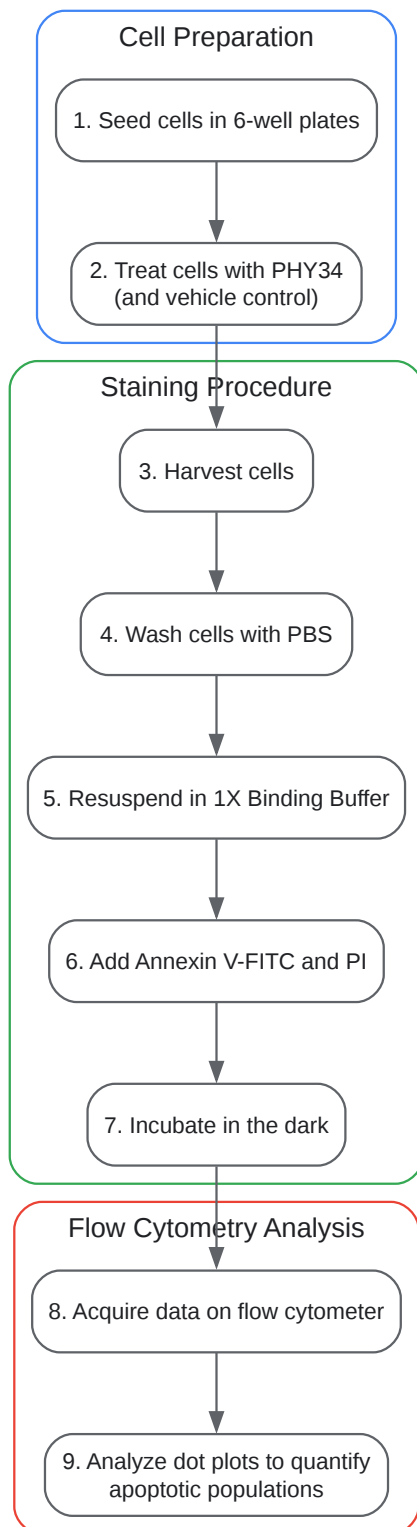 Cell Preparation
1. Seed cells in 6-well plates
2. Treat cells with PHY34
(and vehicle control)
Staining Procedure
3. Harvest cells
4. Wash cells with PBS
5. Resuspend in 1X Binding Buffer
6. Add Annexin V-FITC and PI
7. Incubate in the dark
Flow Cytometry Analysis
8. Acquire data on flow cytometer
9. Analyze dot plots to quantify
apoptotic populations